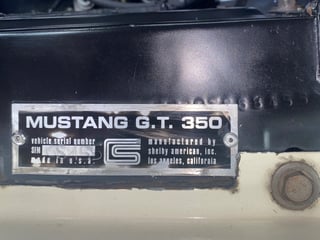 MUSTANG G.T. 350
vehicle serial number
SFM
made in u.s.a.
manufactured by
shelby american, inc.
los angeles, california